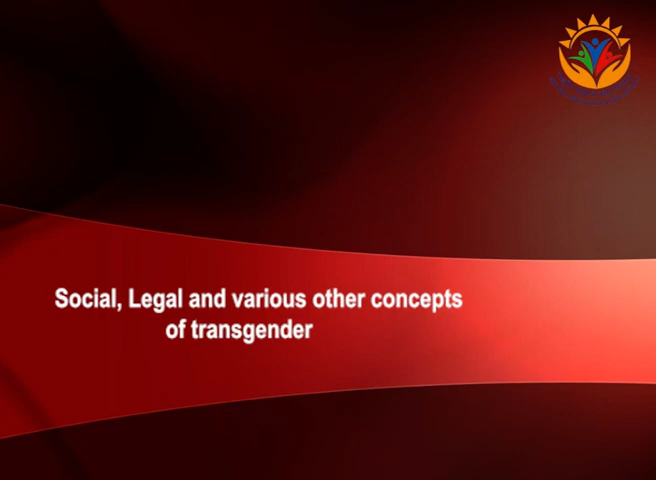 Social, Legal and various other concepts
of transgender